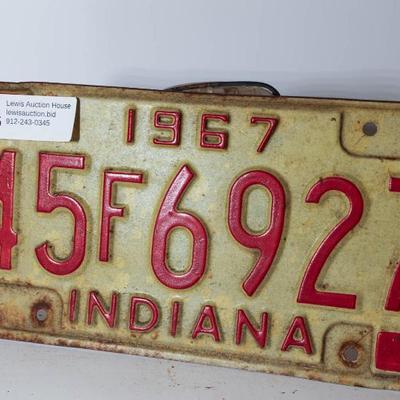 Lewis Auction House
lewisauction.bid
912-243-0345
1967
45F692
INDIANA